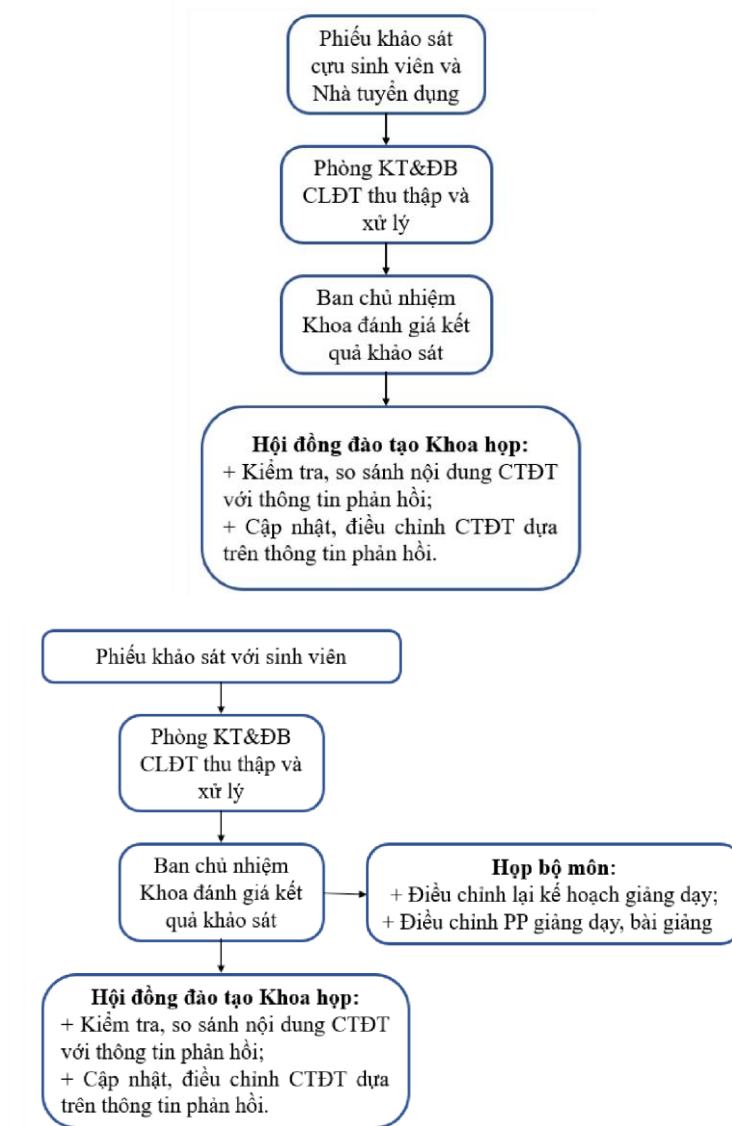 Phiếu khảo sát
cựu sinh viên và
Nhà tuyển dụng
Phòng KT&ĐB
CLĐT thu thập và
xử lý
Ban chủ nhiệm
Khoa đánh giá kết
quả khảo sát
Hội đồng đào tạo Khoa họp:
+ Kiểm tra, so sánh nội dung CTĐT
với thông tin phản hồi;
+ Cập nhật, điều chỉnh CTĐT dựa
trên thông tin phản hồi.
Phiếu khảo sát với sinh viên
Phòng KT&ĐB
CLĐT thu thập và
xử lý
Ban chủ nhiệm
Khoa đánh giá kết
quả khảo sát
Họp bộ môn:
+ Điều chỉnh lại kế hoạch giảng dạy;
+ Điều chỉnh PP giảng dạy, bài giảng
Hội đồng đào tạo Khoa họp:
+ Kiểm tra, so sánh nội dung CTĐT
với thông tin phản hồi;
+ Cập nhật, điều chỉnh CTĐT dựa
trên thông tin phản hồi.